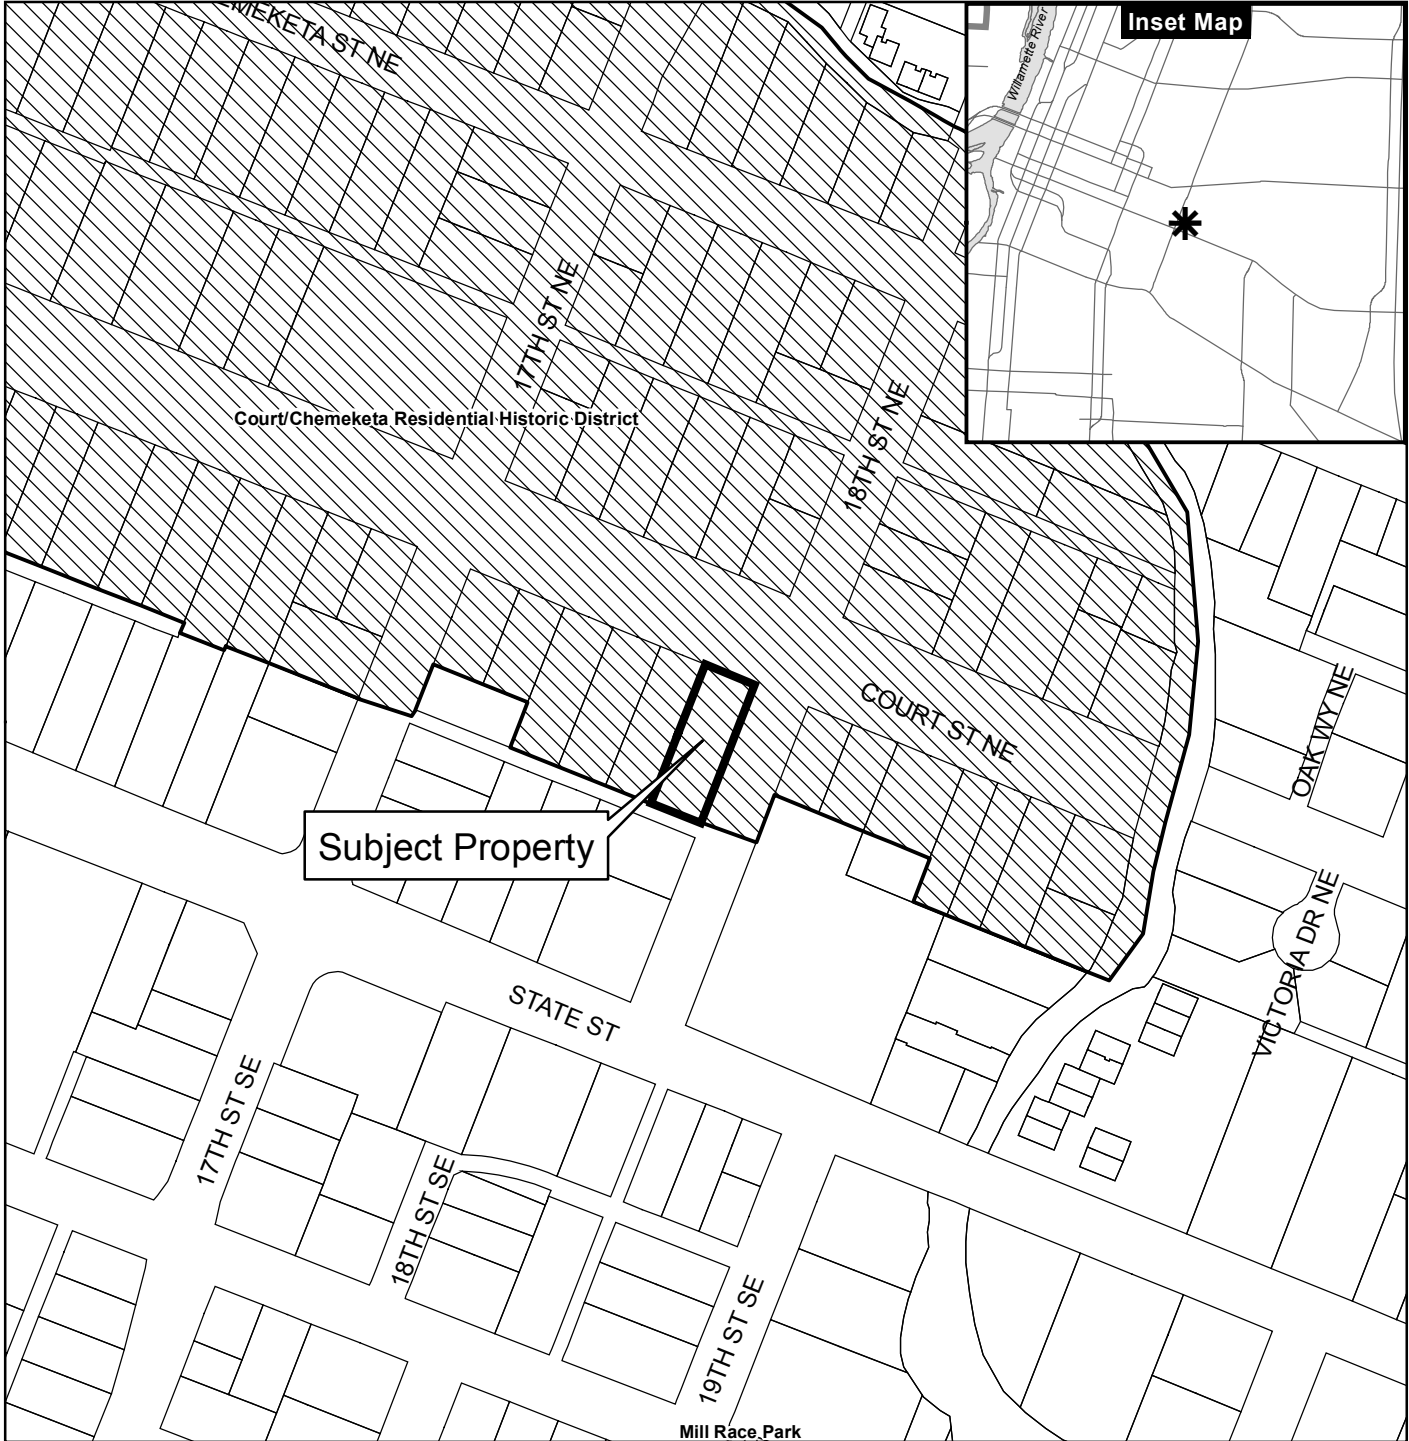 EMEKETA ST NE
Inset Map
Willamette River
17TH ST NE
Court/Chemeketa Residential Historic District
18TH ST NE
COURT ST NE
OAK WY NE
Subject Property
VICTORIA DR NE
STATE ST
17TH ST SE
18TH ST SE
19TH ST SE
Mill Race Park